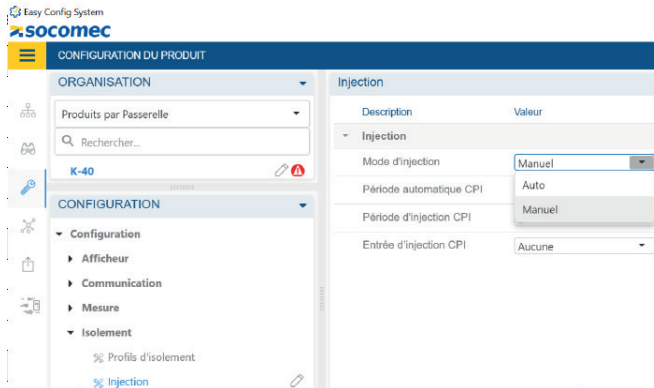 Easy Config System
socomec
CONFIGURATION DU PRODUIT
ORGANISATION
Produits par Passerelle
Rechercher...
K-40
CONFIGURATION
Configuration
Afficheur
Communication
Mesure
Isolement
Profils d'isolement
Injection
Injection
Description Valeur
Injection
Mode d'injection Manuel
Auto
Période automatique CPI
Manuel
Période d'injection CPI
Entrée d'injection CPI Aucune